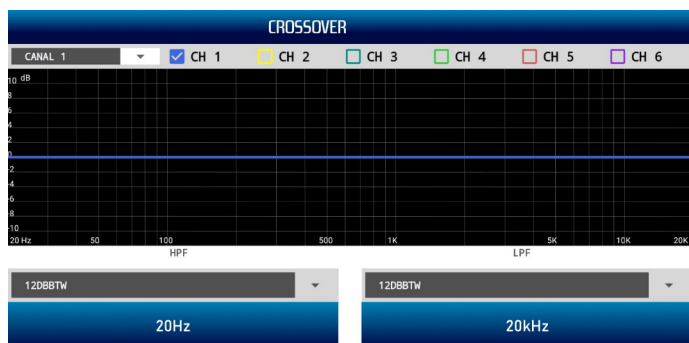 CROSSOVER
CANAL 1 CH 1 CH 2 CH 3 CH 4 CH 5 CH 6
10 dB
8
6
4
2
0
-2
-4
-6
-8
-10
20 Hz 50 100 500 1K 5K 10K 20K
HPF LPF
12DBBTW 12DBBTW
20Hz 20kHz